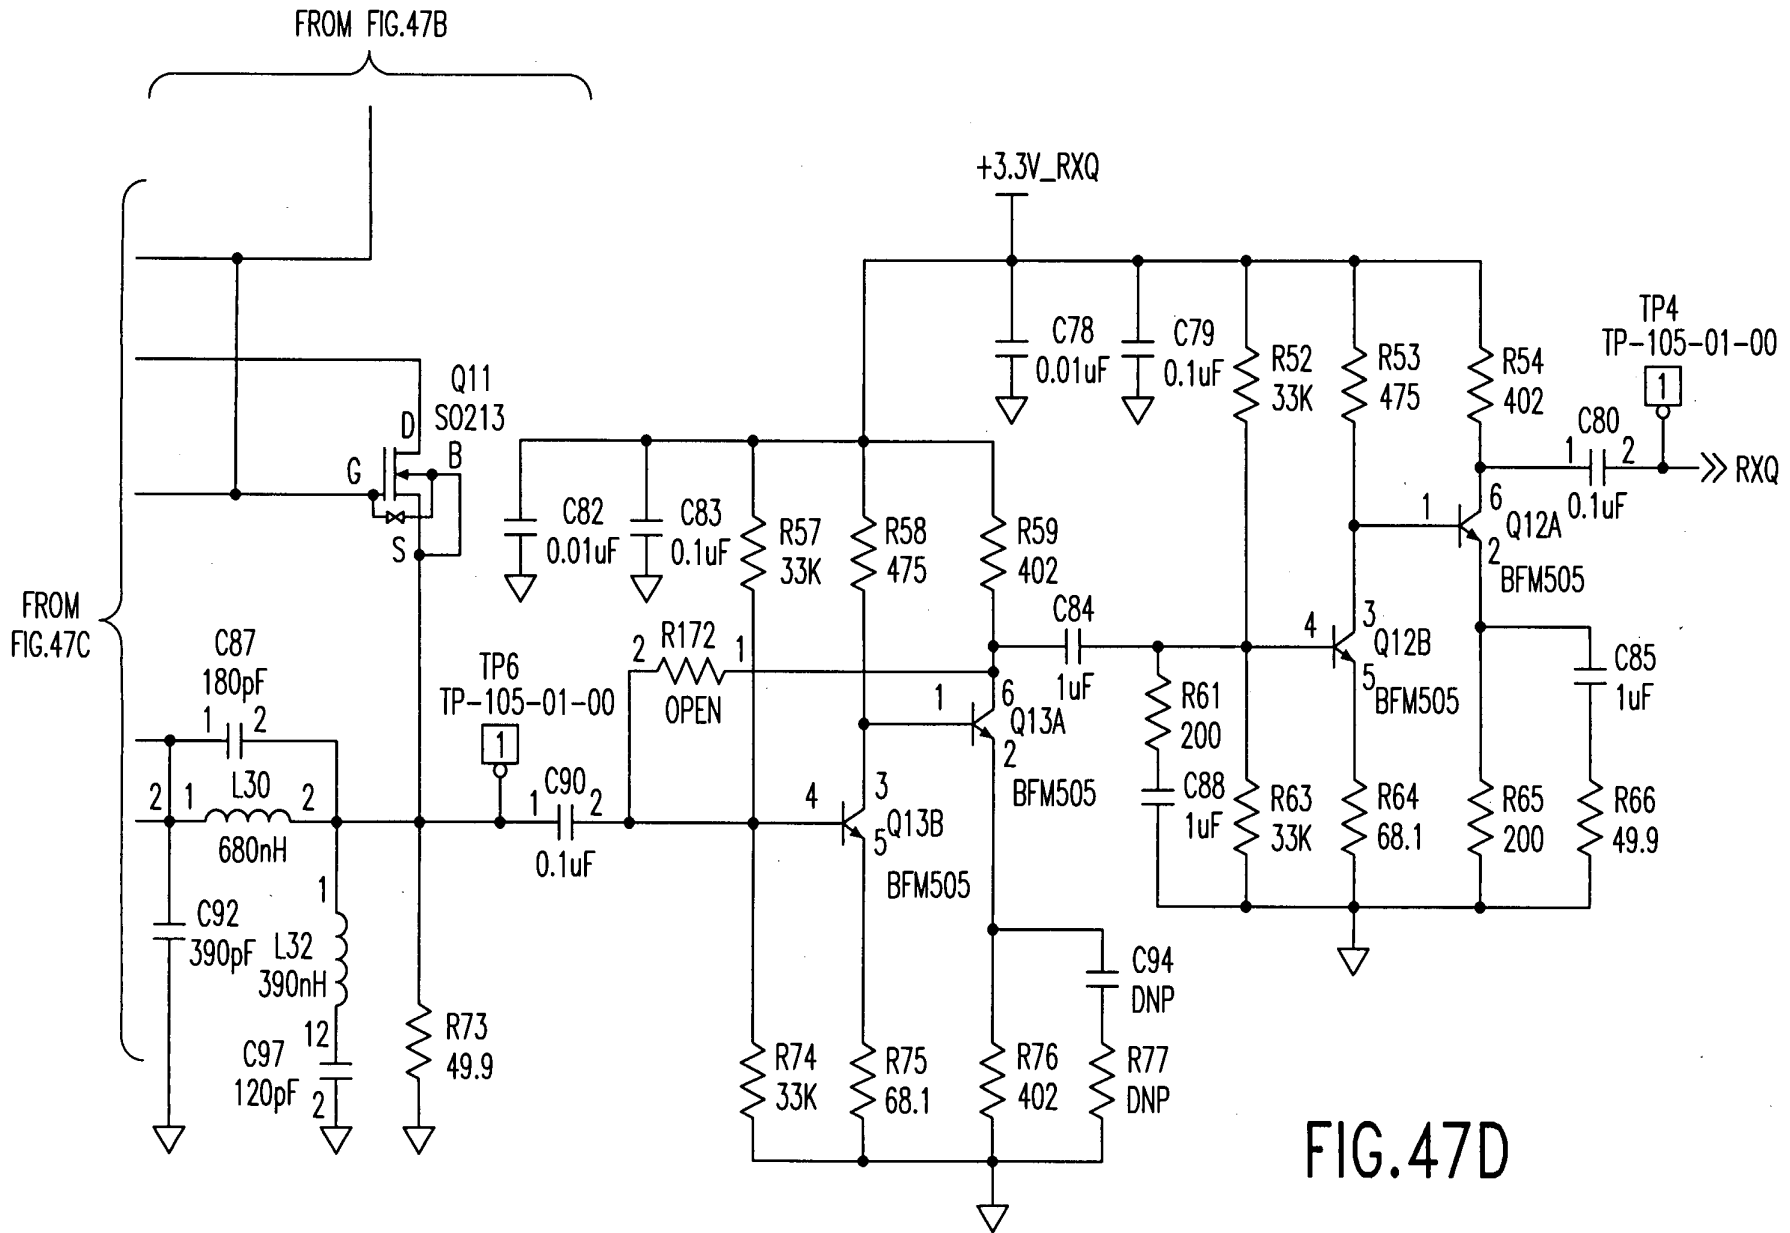 FROM FIG.47B
+3.3V_RXQ
TP4
TP-105-01-00
1
C78
0.01uF
C79
0.1uF
R52
33K
R53
475
R54
402
C80
1
2
0.1uF
RXQ
Q11
SO213
D
B
G
S
C82
0.01uF
C83
0.1uF
R57
33K
R58
475
R59
402
1
6
Q12A
2
BFM505
FROM
FIG.47C
C87
180pF
1
2
R172
2
1
OPEN
C84
1uF
4
3
Q12B
5
BFM505
C85
1uF
TP6
TP-105-01-00
1
1
6
Q13A
2
BFM505
R61
200
L30
2
1
2
680nH
C90
1
2
0.1uF
4
3
Q13B
5
BFM505
C88
1uF
R63
33K
R64
68.1
R65
200
R66
49.9
C92
390pF
1
L32
390nH
C94
DNP
12
C97
120pF
2
R73
49.9
R74
33K
R75
68.1
R76
402
R77
DNP
FIG.47D